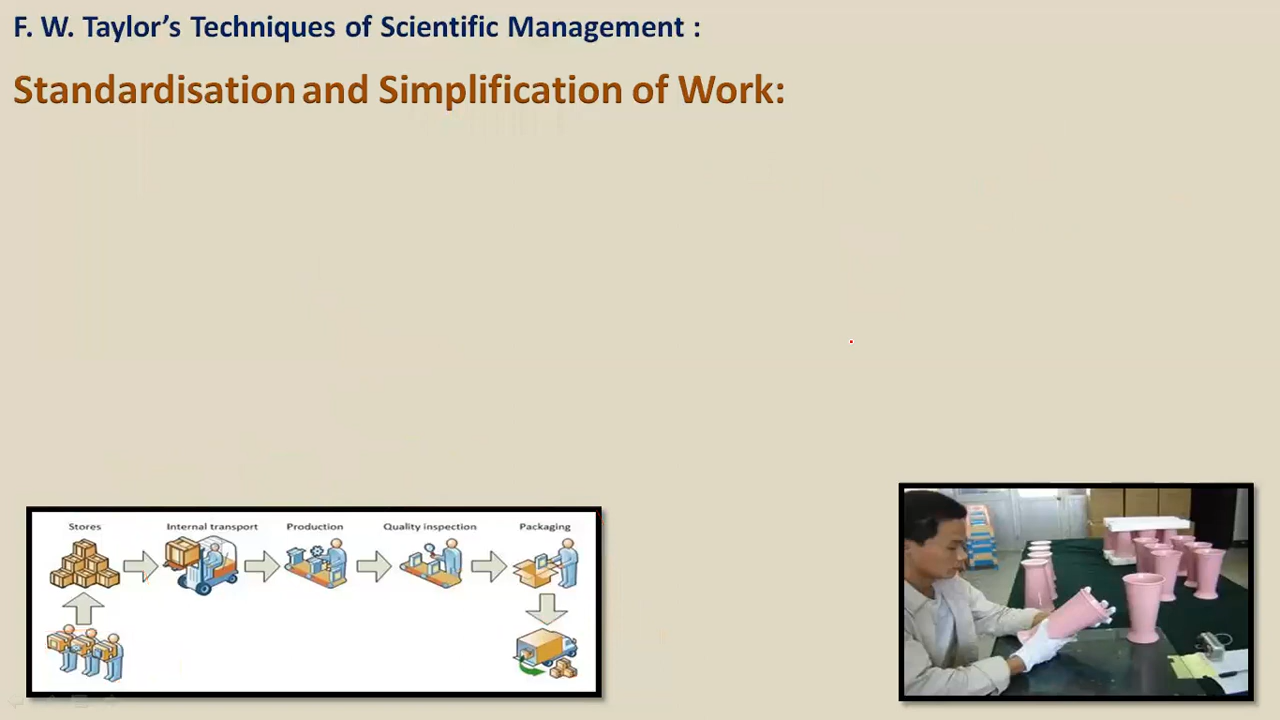 F. W. Taylor's Techniques of Scientific Management :
Standardisation and Simplification of Work:
Stores
Internal transport
Production
Quality inspection
Packaging